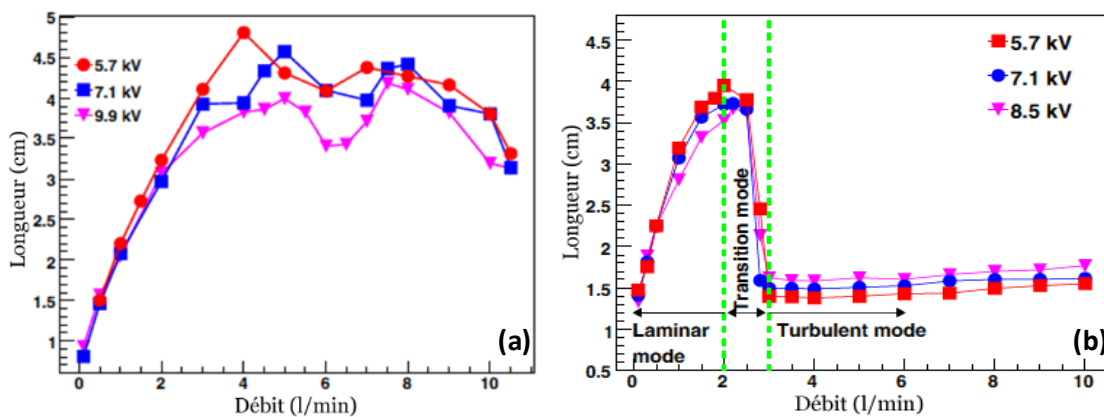 5
4.5
4
3.5
3
2.5
2
1.5
1
0 2 4 6 8 10
Longueur (cm)
Débit (l/min)
5.7 kV
7.1 kV
9.9 kV
(a)
4.5
4
3.5
3
2.5
2
1.5
1
0.5
0 2 4 6 8 10
Longueur (cm)
Débit (l/min)
5.7 kV
7.1 kV
8.5 kV
Laminar
mode
Transition mode
Turbulent mode
(b)